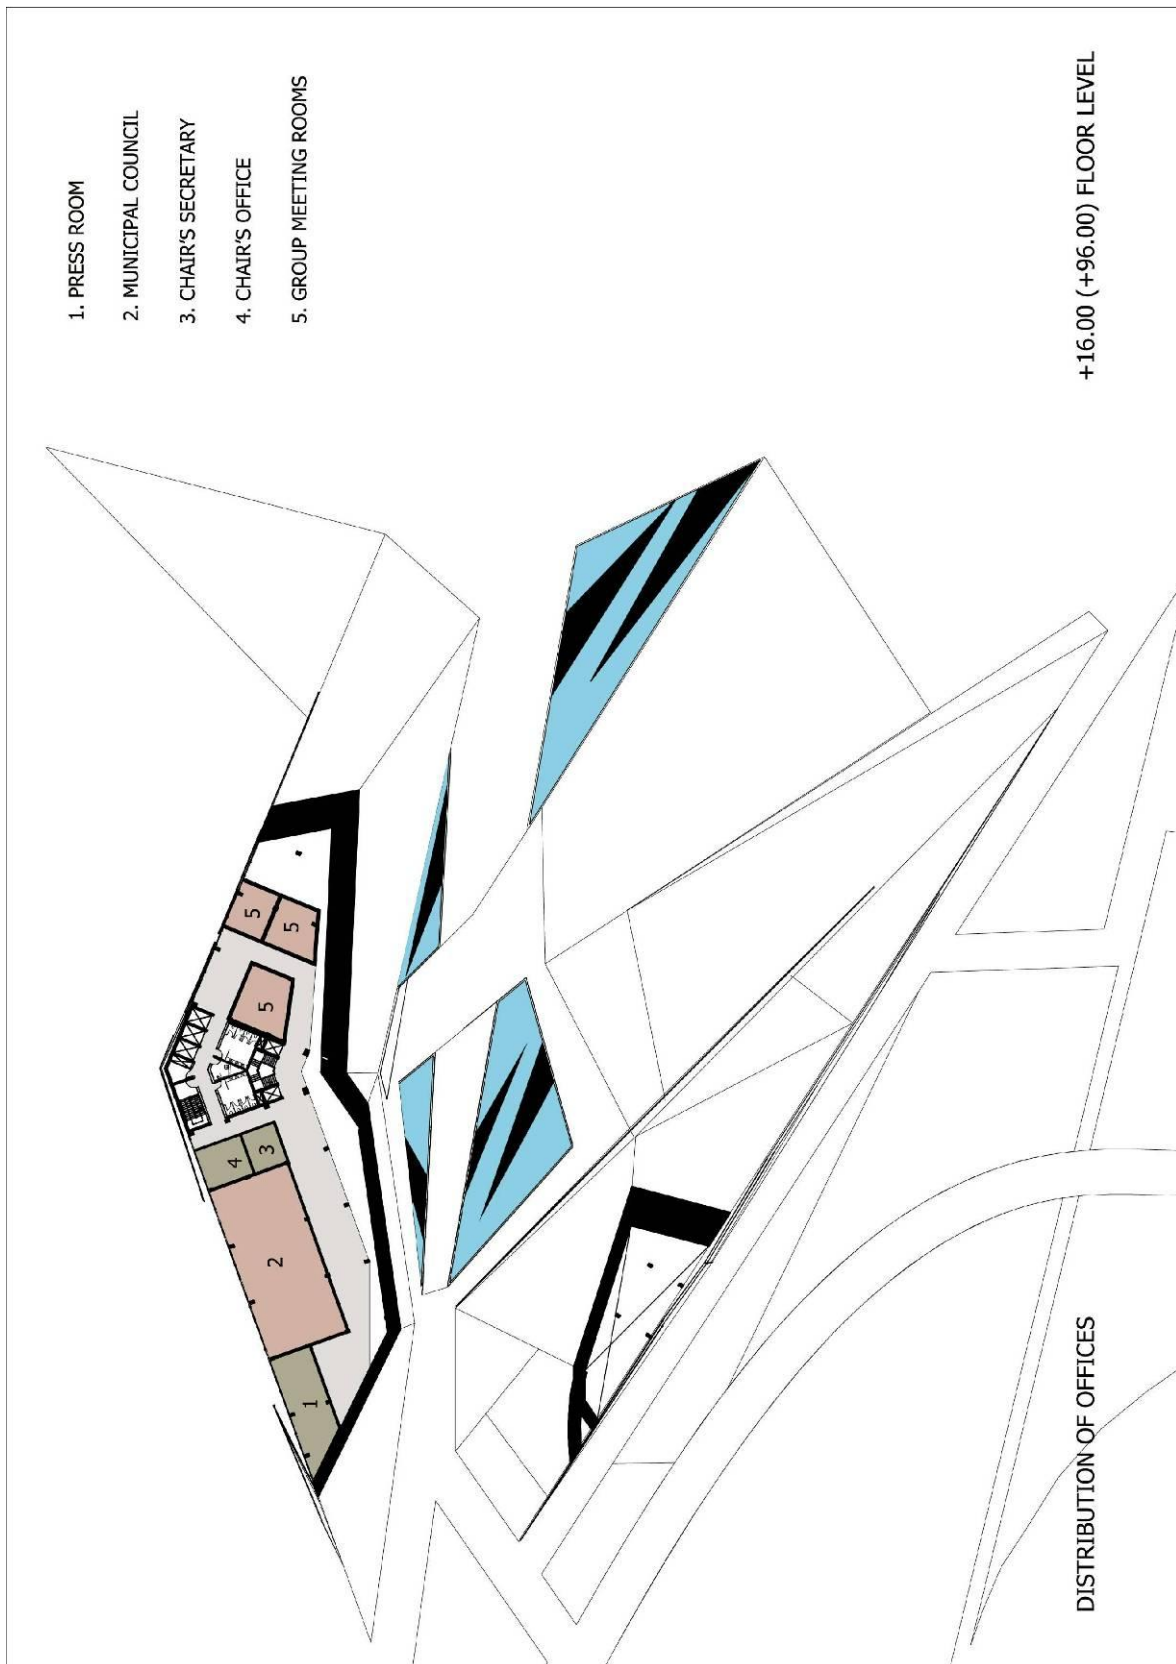 1. PRESS ROOM
2. MUNICIPAL COUNCIL
3. CHAIR'S SECRETARY
4. CHAIR'S OFFICE
5. GROUP MEETING ROOMS
1
2
4
3
5
5
5
DISTRIBUTION OF OFFICES
+16.00 (+96.00) FLOOR LEVEL